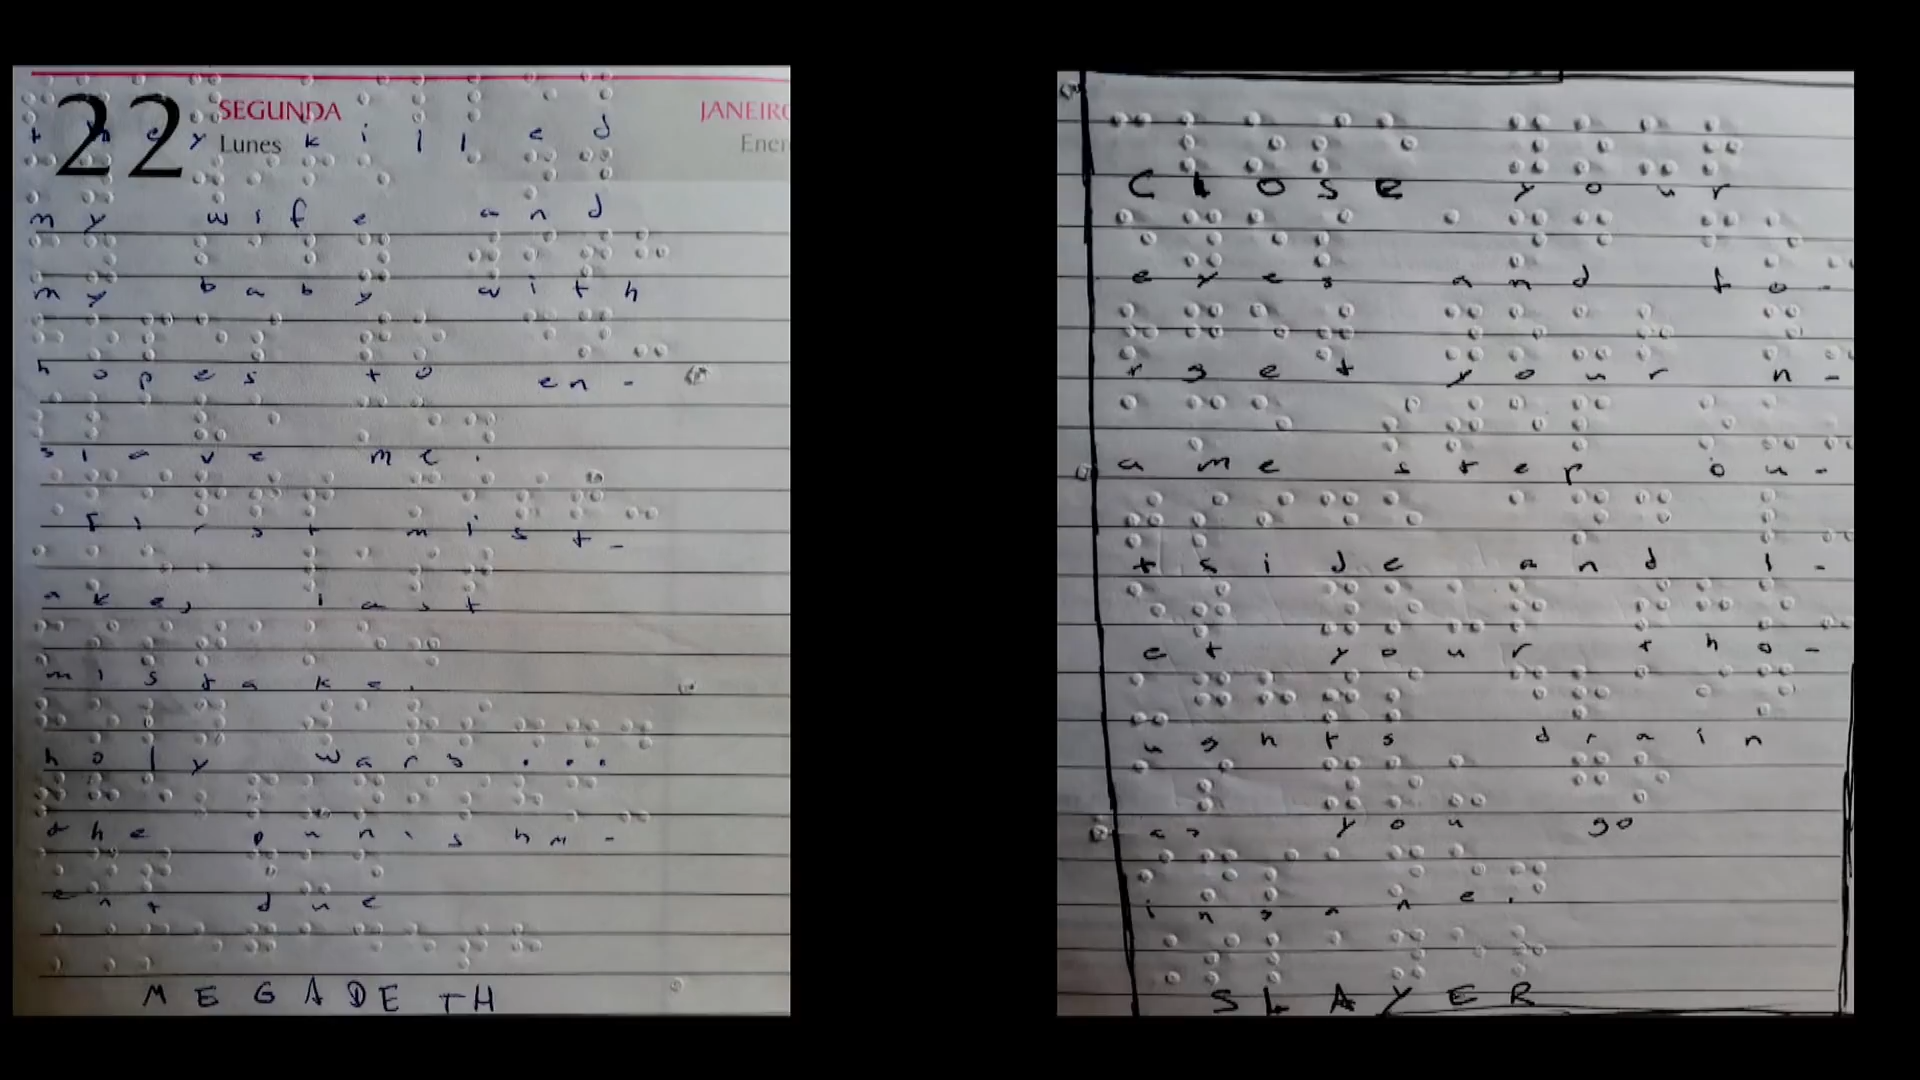 22
SEGUNDA
JANEIRO
Lunes
Ener
they killed
my wife and
my baby with
hopes to en-
slave me.
first mist-
ake, last
mistake.
holy wars...
the punishm-
ent due
MEGADETH
CLOSE your
eyes and fo-
rget your n-
ame step ou-
tside and l-
et your tho-
ughts drain
as you go
insane.
SLAYER